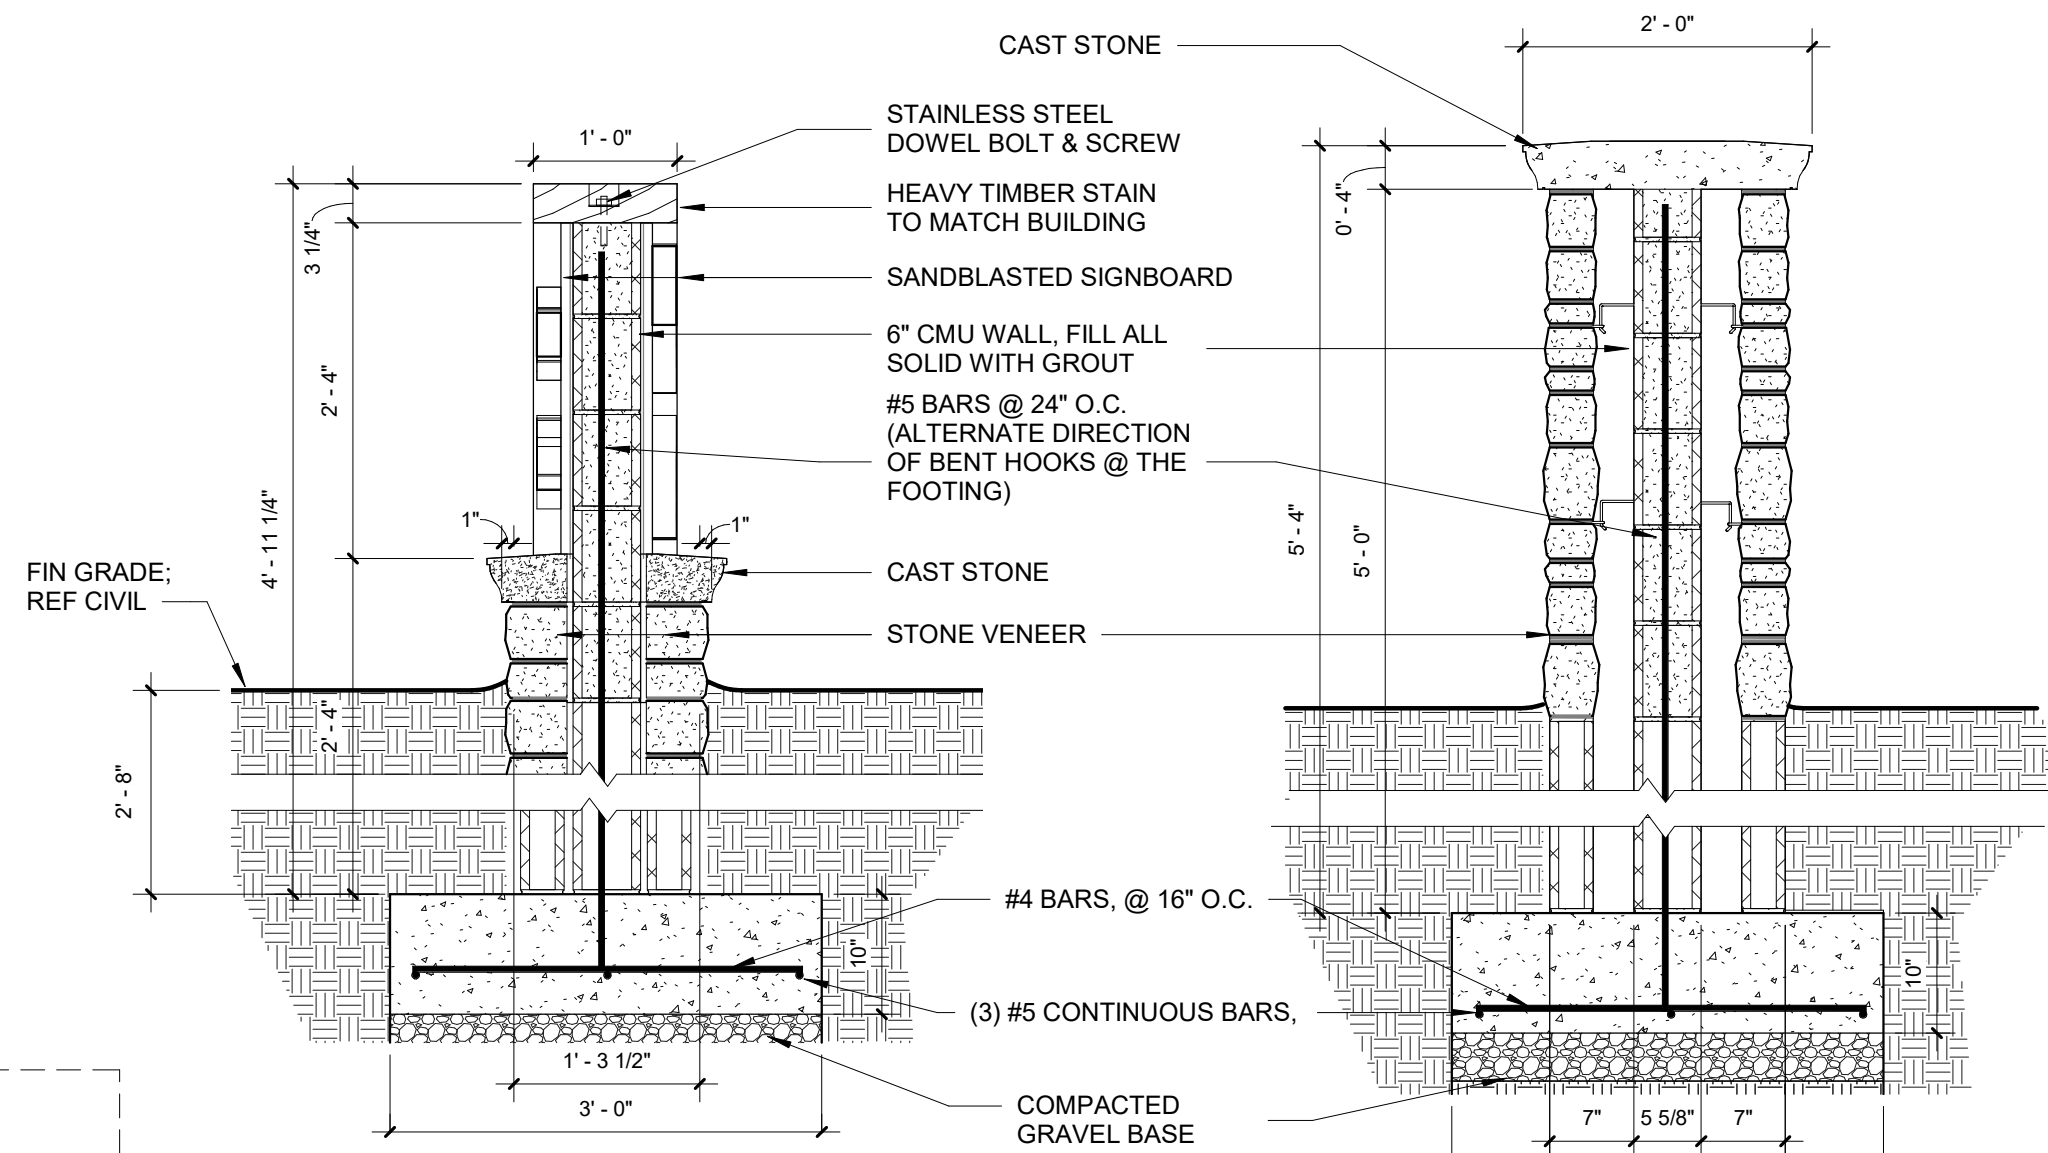 CAST STONE
2' - 0"
STAINLESS STEEL
DOWEL BOLT & SCREW
1' - 0"
HEAVY TIMBER STAIN
TO MATCH BUILDING
3 1/4"
0' - 4"
SANDBLASTED SIGNBOARD
6" CMU WALL, FILL ALL
SOLID WITH GROUT
2' - 4"
#5 BARS @ 24" O.C.
(ALTERNATE DIRECTION
OF BENT HOOKS @ THE
FOOTING)
4' - 11 1/4"
1"
1"
5' - 4"
5' - 0"
FIN GRADE;
REF CIVIL
CAST STONE
STONE VENEER
2' - 4"
2' - 8"
#4 BARS, @ 16" O.C.
10"
10"
(3) #5 CONTINUOUS BARS,
1' - 3 1/2"
3' - 0"
COMPACTED
GRAVEL BASE
7"
5 5/8"
7"